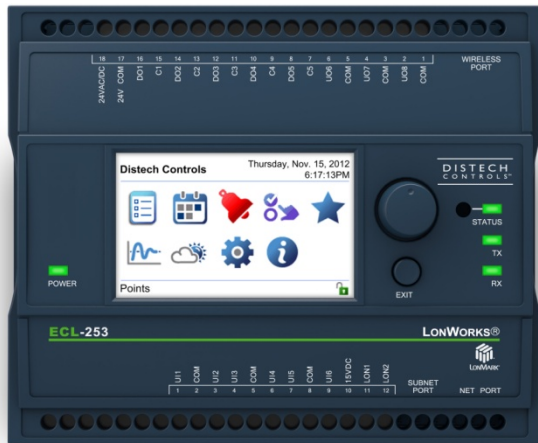 18 17 16 15 14 13 12 11 10 9 8 7 6 5 4 3 2 1
24VAC/DC
24V COM
DO1
C1
DO2
C2
DO3
C3
DO4
C4
DO5
C5
UO6
COM
UO7
COM
UO8
COM
WIRELESS
PORT
Distech Controls
Thursday, Nov. 15, 2012
6:17:13PM
Points
DISTECH
CONTROLS™
STATUS
TX
RX
POWER
EXIT
ECL-253
LONWORKS®
LONMARK
UI1
COM
UI2
UI3
COM
UI4
UI5
COM
UI6
15VDC
LON1
LON2
1 2 3 4 5 6 7 8 9 10 11 12
SUBNET
PORT
NET PORT